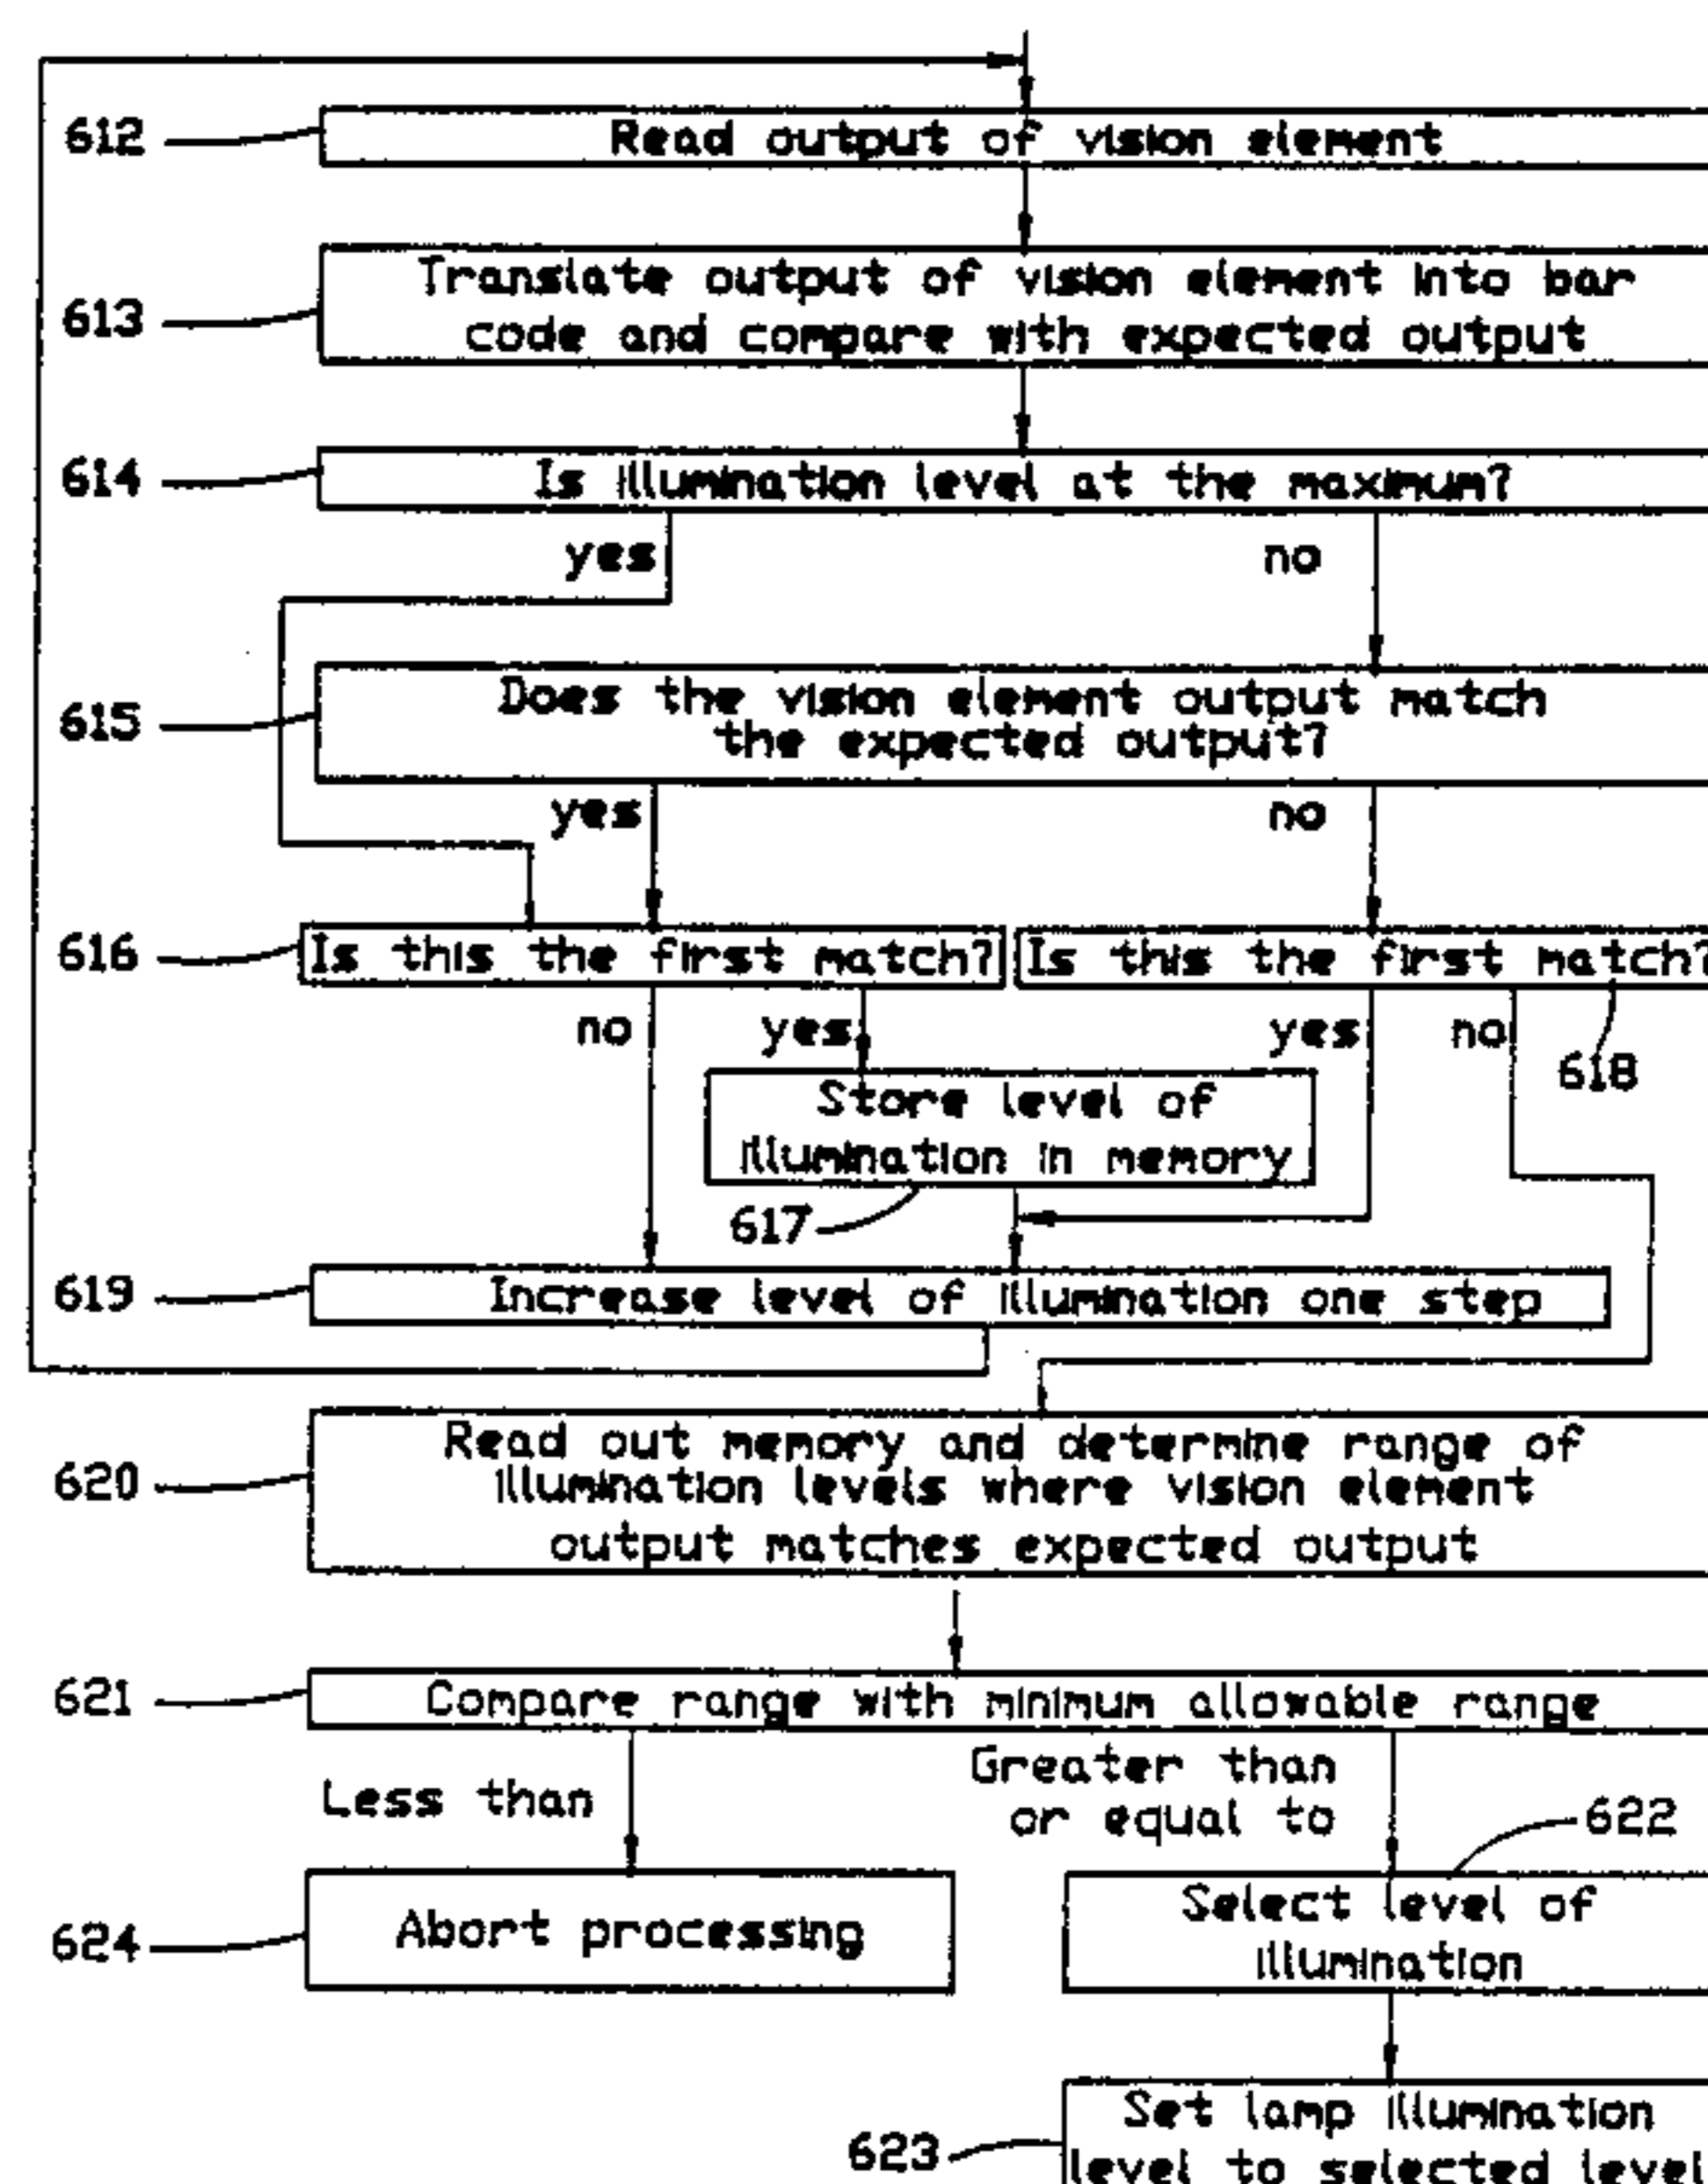 612
Read output of vision element
613
Translate output of vision element into bar
code and compare with expected output
614
Is illumination level at the maximum?
yes
no
615
Does the vision element output match
the expected output?
yes
no
616
Is this the first match?
Is this the first match?
no
yes
yes
no
618
Store level of
illumination in memory
617
619
Increase level of illumination one step
620
Read out memory and determine range of
illumination levels where vision element
output matches expected output
621
Compare range with minimum allowable range
Less than
Greater than
or equal to
622
624
Abort processing
Select level of
illumination
623
Set lamp illumination
level to selected level